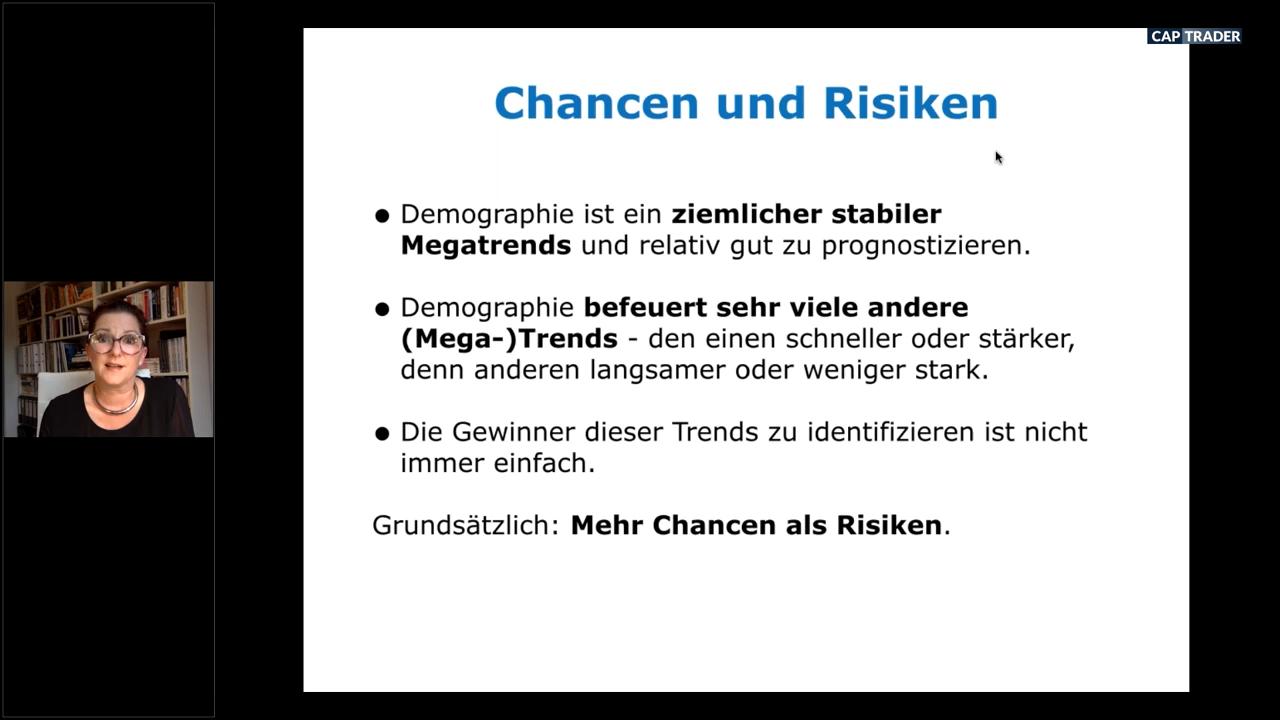 CAP TRADER
Chancen und Risiken
● Demographie ist ein ziemlicher stabiler
Megatrends und relativ gut zu prognostizieren.
● Demographie befeuert sehr viele andere
(Mega-)Trends - den einen schneller oder stärker,
denn anderen langsamer oder weniger stark.
● Die Gewinner dieser Trends zu identifizieren ist nicht
immer einfach.
Grundsätzlich: Mehr Chancen als Risiken.